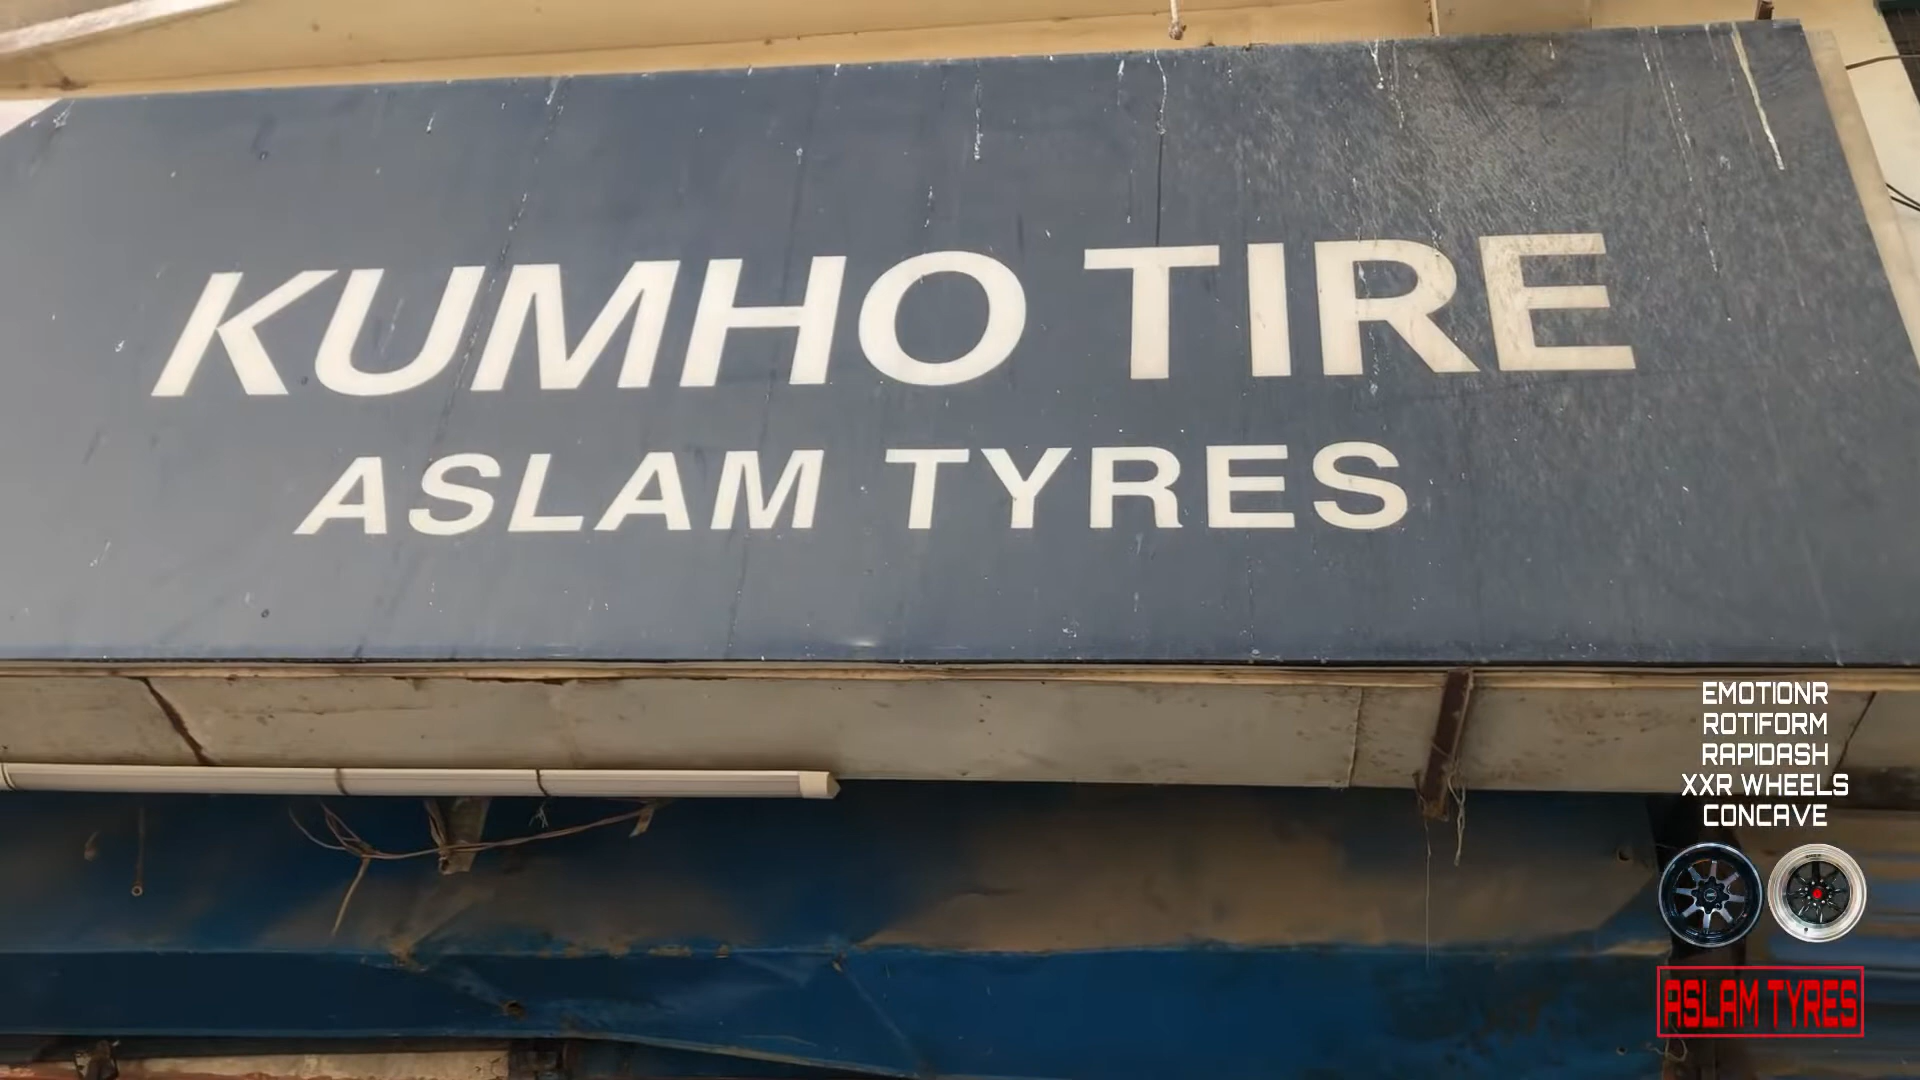 KUMHO TIRE
ASLAM TYRES
EMOTIONR
ROTIFORM
RAPIDASH
XXR WHEELS
CONCAVE
ASLAM TYRES